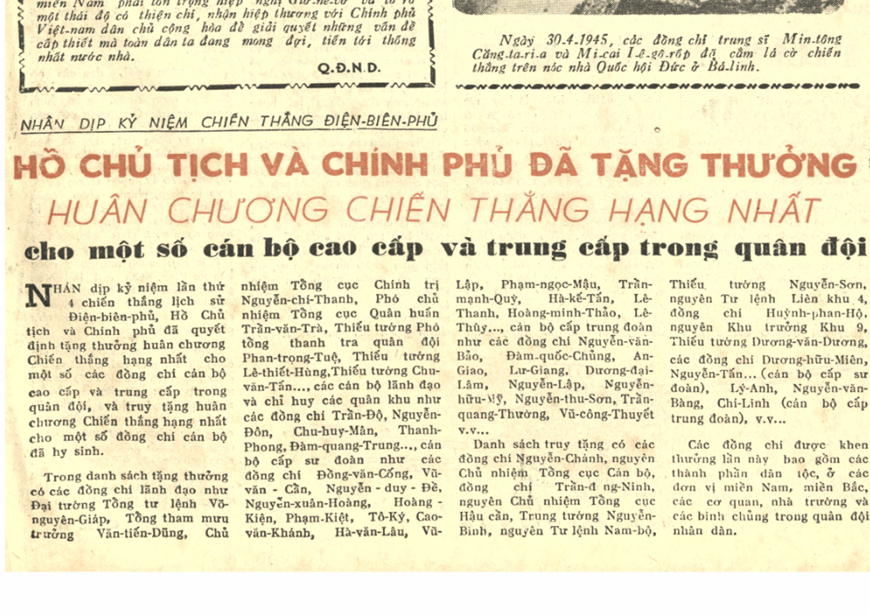 miền Nam phải tôn trọng hiệp nghị Giơ-ne-vơ và tỏ rõ
một thái độ có thiện chí, nhận hiệp thương với Chính phủ
Việt-nam dân chủ cộng hòa để giải quyết những vấn đề
cấp thiết mà toàn dân ta đang mong đợi, tiến tới thống
nhất nước nhà.
Q.Đ.N.D.
Ngày 30.4-1945, các đồng chí trung sĩ Min-tông
Căng-ta-ri-a và Mi-cai I-ê-gô-rốp đã cắm lá cờ chiến
thắng trên nóc nhà Quốc hội Đức ở Bá-linh.
NHÂN DỊP KỶ NIỆM CHIẾN THẮNG ĐIỆN-BIÊN-PHỦ
HỒ CHỦ TỊCH VÀ CHÍNH PHỦ ĐÃ TẶNG THƯỞNG
HUÂN CHƯƠNG CHIẾN THẮNG HẠNG NHẤT
cho một số cán bộ cao cấp và trung cấp trong quân đội
NHÂN dịp kỷ niệm lần thứ
4 chiến thắng lịch sử
Điện-biên-phủ, Hồ Chủ
tịch và Chính phủ đã quyết
định tặng thưởng huân chương
Chiến thắng hạng nhất cho
một số các đồng chí cán bộ
cao cấp và trung cấp trong
quân đội, và truy tặng huân
chương Chiến thắng hạng nhất
cho một số đồng chí cán bộ
đã hy sinh.
Trong danh sách tặng thưởng
có các đồng chí lãnh đạo như
Đại tướng Tổng tư lệnh Võ-
nguyên-Giáp, Tổng tham mưu
trưởng Văn-tiến-Dũng, Chủ
nhiệm Tổng cục Chính trị
Nguyễn-chí-Thanh, Phó chủ
nhiệm Tổng cục Quân huấn
Trần-văn-Trà, Thiếu tướng Phó
tổng thanh tra quân đội
Phan-trọng-Tuệ, Thiếu tướng
Lê-thiết-Hùng, Thiếu tướng Chu-
văn-Tấn..., các cán bộ lãnh đạo
và chỉ huy các quân khu như
các đồng chí Trần-Độ, Nguyễn-
Đôn, Chu-huy-Mân, Thanh-
Phong, Đàm-quang-Trung..., cán
bộ cấp sư đoàn như các
đồng chí Đồng-văn-Cống, Vũ-
văn - Cần, Nguyễn - duy - Đề,
Nguyễn-xuân-Hoàng, Hoàng -
Kiện, Phạm-Kiệt, Tô-Ký, Cao-
văn-Khánh, Hà-văn-Lâu, Vũ-
Lập, Phạm-ngọc-Mậu, Trần-
mạnh-Quỳ, Hà-kế-Tấn, Lê-
Thanh, Hoàng-minh-Thảo, Lê-
Thùy..., cán bộ cấp trung đoàn
như các đồng chí Nguyễn-văn-
Bảo, Đàm-quốc-Chủng, An-
Giao, Lư-Giang, Dương-đại-
Lâm, Nguyễn-Lập, Nguyễn-
hữu-Mỹ, Nguyễn-thu-Sơn, Trần-
quang-Thường, Vũ-công-Thuyết
v.v...
Danh sách truy tặng có các
đồng chí Nguyễn-Chánh, nguyên
Chủ nhiệm Tổng cục Cán bộ,
đồng chí Trần-đ ng-Ninh,
nguyên Chủ nhiệm Tổng cục
Hậu cần, Trung tướng Nguyễn-
Bình, nguyên Tư lệnh Nam-bộ,
Thiếu tướng Nguyễn-Sơn,
nguyên Tư lệnh Liên khu 4,
đồng chí Huỳnh-phan-Hộ,
nguyên Khu trưởng Khu 9,
Thiếu tướng Dương-văn-Dương,
các đồng chí Dương-hữu-Miên,
Nguyễn-Tấn... (cán bộ cấp sư
đoàn), Lý-Anh, Nguyễn-văn-
Bàng, Chí-Linh (cán bộ cấp
trung đoàn), v.v...
Các đồng chí được khen
thưởng lần này bao gồm các
thành phần dân tộc, ở các
đơn vị miền Nam, miền Bắc,
các cơ quan, nhà trường và
các binh chủng trong quân đội
nhân dân.